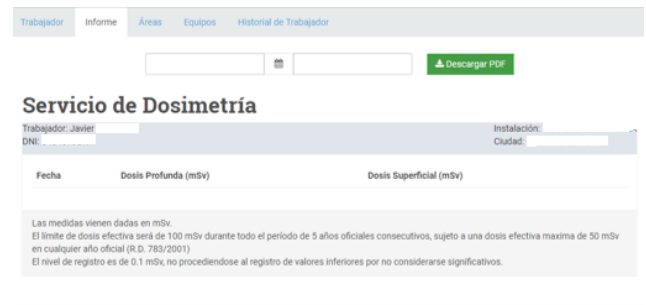 Trabajador Informe Áreas Equipos Historial de Trabajador
Descargar PDF
Servicio de Dosimetría
Trabajador: Javier Instalación:
DNI: Ciudad:
Fecha Dosis Profunda (mSv) Dosis Superficial (mSv)
Las medidas vienen dadas en mSv.
El límite de dosis efectiva será de 100 mSv durante todo el período de 5 años oficiales consecutivos, sujeto a una dosis efectiva maxima de 50 mSv
en cualquier año oficial (R.D. 783/2001)
El nivel de registro es de 0.1 mSv, no procediendose al registro de valores inferiores por no considerarse significativos.